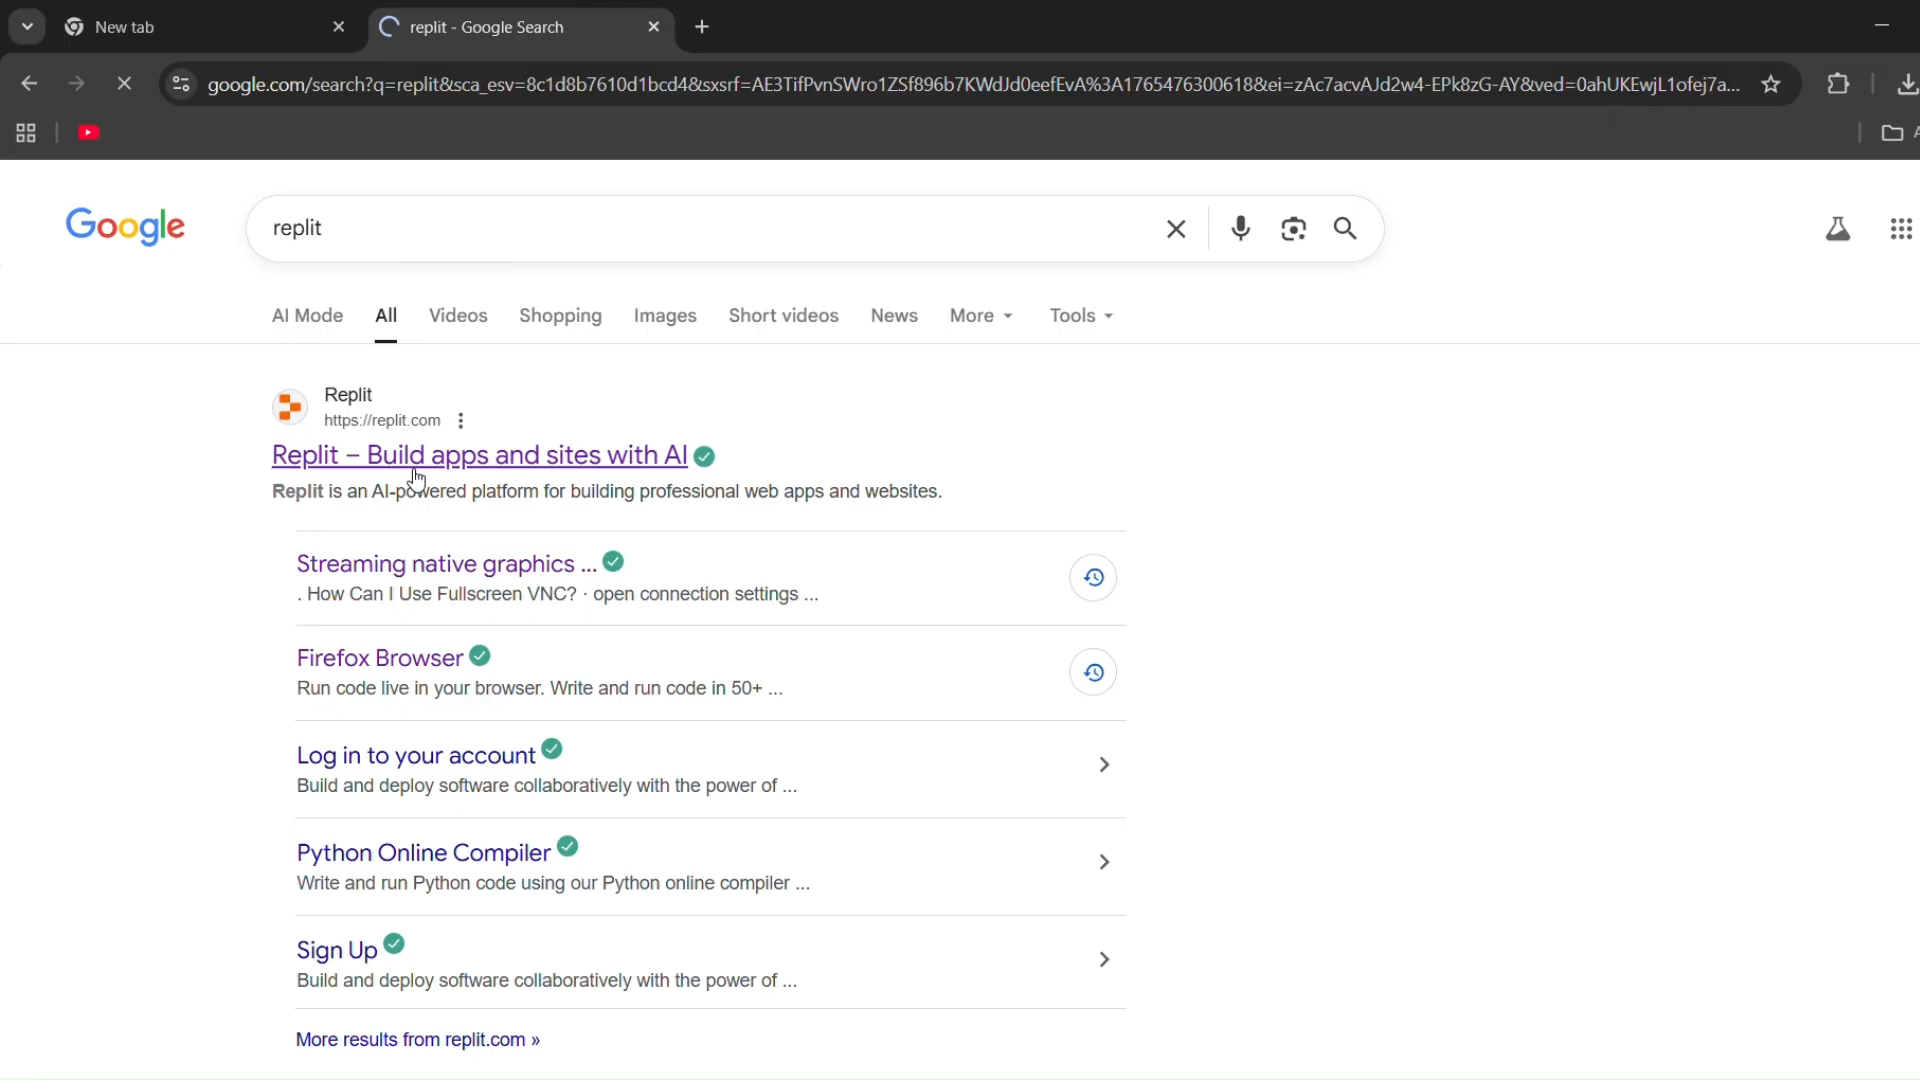 New tab
replit - Google Search
google.com/search?q=replit&sca_esv=8c1d8b7610d1bcd4&sxsrf=AE3TifPvnSWro1ZSf896b7KWdJd0eefEvA%3A1765476300618&ei=zAc7acvAJd2w4-EPk8zG-AY&ved=0ahUKEwjL1ofej7a...
Google
replit
AI Mode All Videos Shopping Images Short videos News More Tools
Replit
https://replit.com
Replit – Build apps and sites with AI
Replit is an AI-powered platform for building professional web apps and websites.
Streaming native graphics ...
. How Can I Use Fullscreen VNC? · open connection settings ...
Firefox Browser
Run code live in your browser. Write and run code in 50+ ...
Log in to your account
Build and deploy software collaboratively with the power of ...
Python Online Compiler
Write and run Python code using our Python online compiler ...
Sign Up
Build and deploy software collaboratively with the power of ...
More results from replit.com »